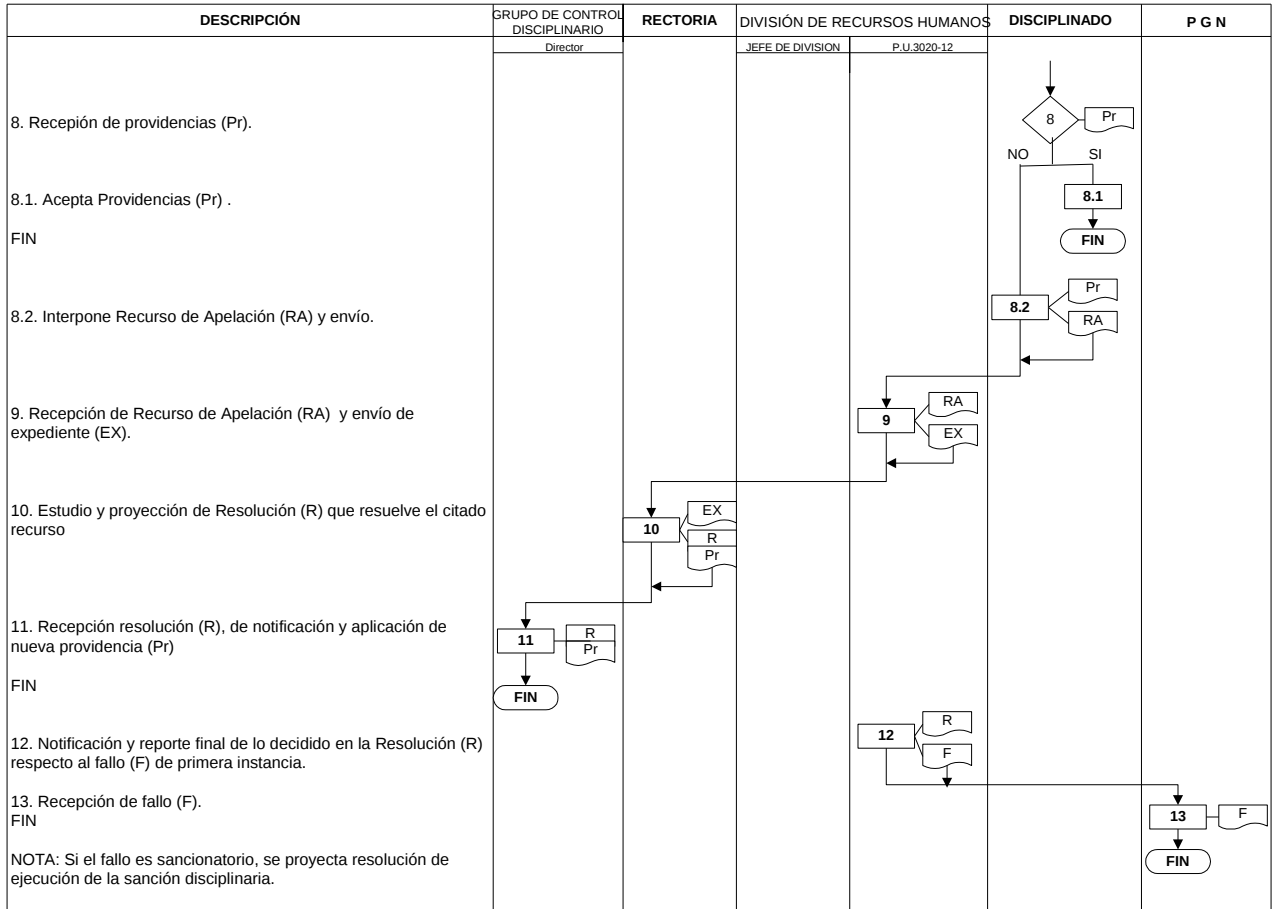 DESCRIPCIÓN
GRUPO DE CONTROL
DISCIPLINARIO
RECTORIA
DIVISIÓN DE RECURSOS HUMANOS
DISCIPLINADO
P G N
Director
JEFE DE DIVISION
P.U.3020-12
8. Recepión de providencias (Pr).
8
Pr
NO
SI
8.1. Acepta Providencias (Pr) .
8.1
FIN
FIN
8.2. Interpone Recurso de Apelación (RA) y envío.
8.2
Pr
RA
9. Recepción de Recurso de Apelación (RA) y envío de
expediente (EX).
9
RA
EX
10. Estudio y proyección de Resolución (R) que resuelve el citado
recurso
10
EX
R
Pr
11. Recepción resolución (R), de notificación y aplicación de
nueva providencia (Pr)
11
R
Pr
FIN
FIN
12. Notificación y reporte final de lo decidido en la Resolución (R)
respecto al fallo (F) de primera instancia.
12
R
F
13. Recepción de fallo (F).
FIN
13
F
FIN
NOTA: Si el fallo es sancionatorio, se proyecta resolución de
ejecución de la sanción disciplinaria.